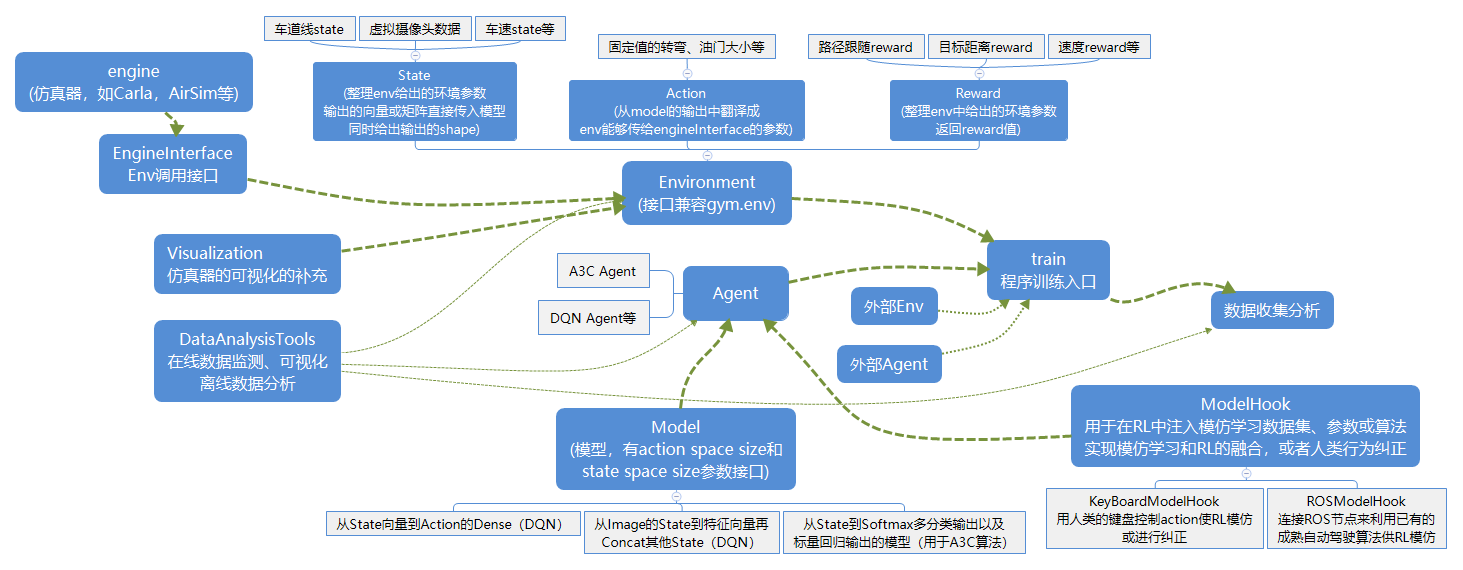 车道线state
虚拟摄像头数据
车速state等
固定值的转弯、油门大小等
路径跟随reward
目标距离reward
速度reward等
engine
(仿真器，如Carla，AirSim等)
State
(整理env给出的环境参数
输出的向量或矩阵直接传入模型
同时给出输出的shape)
Action
(从model的输出中翻译成
env能够传给engineInterface的参数)
Reward
(整理env中给出的环境参数
返回reward值)
EngineInterface
Env调用接口
Environment
(接口兼容gym.env)
Visualization
仿真器的可视化的补充
train
程序训练入口
A3C Agent
DQN Agent等
Agent
外部Env
数据收集分析
DataAnalysisTools
在线数据监测、可视化
离线数据分析
外部Agent
Model
(模型，有action space size和
state space size参数接口)
ModelHook
用于在RL中注入模仿学习数据集、参数或算法
实现模仿学习和RL的融合，或者人类行为纠正
从State向量到Action的Dense（DQN）
从Image的State到特征向量再
Concat其他State（DQN）
从State到Softmax多分类输出以及
标量回归输出的模型（用于A3C算法）
KeyBoardModelHook
用人类的键盘控制action使RL模仿
或进行纠正
ROSModelHook
连接ROS节点来利用已有的
成熟自动驾驶算法供RL模仿